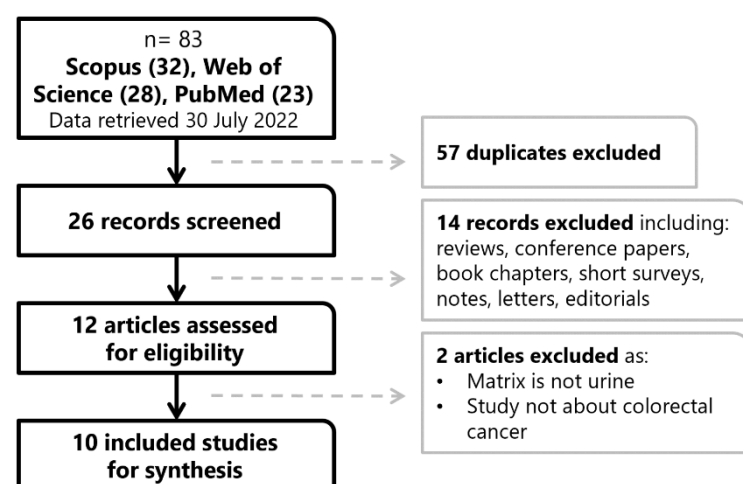 n= 83
Scopus (32), Web of
Science (28), PubMed (23)
Data retrieved 30 July 2022
57 duplicates excluded
26 records screened
14 records excluded including:
reviews, conference papers,
book chapters, short surveys,
notes, letters, editorials
12 articles assessed
for eligibility
2 articles excluded as:
• Matrix is not urine
• Study not about colorectal
cancer
10 included studies
for synthesis